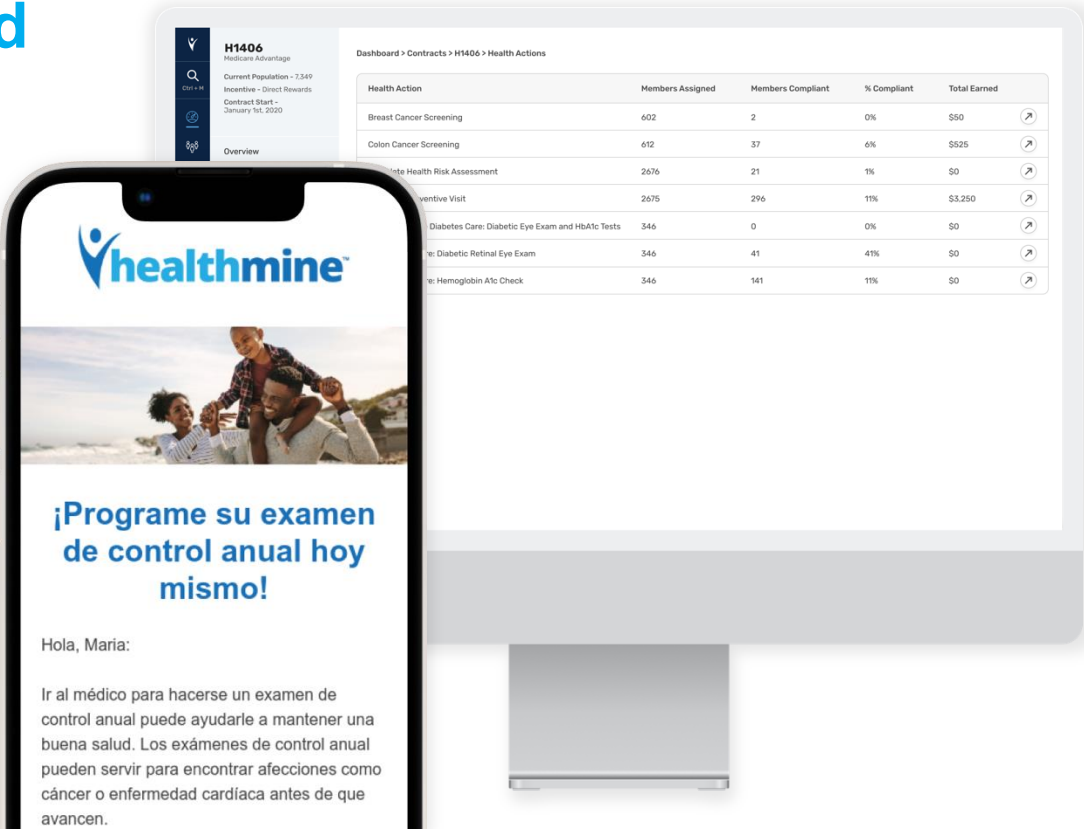 H1406
Medicare Advantage
Current Population - 7.349
Incentive - Direct Rewards
Contract Start -
January 1st, 2020
Ctrl + M
Overview
Dashboard > Contracts > H1406 > Health Actions
Health Action Members Assigned Members Compliant % Compliant Total Earned
Breast Cancer Screening 602 2 0% $50
Colon Cancer Screening 612 37 6% $525
Health Risk Assessment 2676 21 1% $0
Visit 2675 296 11% $3,250
Diabetes Care: Diabetic Eye Exam and HbA1c Tests 346 0 0% $0
: Diabetic Retinal Eye Exam 346 41 41% $0
: Hemoglobin A1c Check 346 141 11% $0
healthmine™
¡Programe su examen
de control anual hoy
mismo!
Hola, Maria:
Ir al médico para hacerse un examen de
control anual puede ayudarle a mantener una
buena salud. Los exámenes de control anual
pueden servir para encontrar afecciones como
cáncer o enfermedad cardíaca antes de que
avancen.